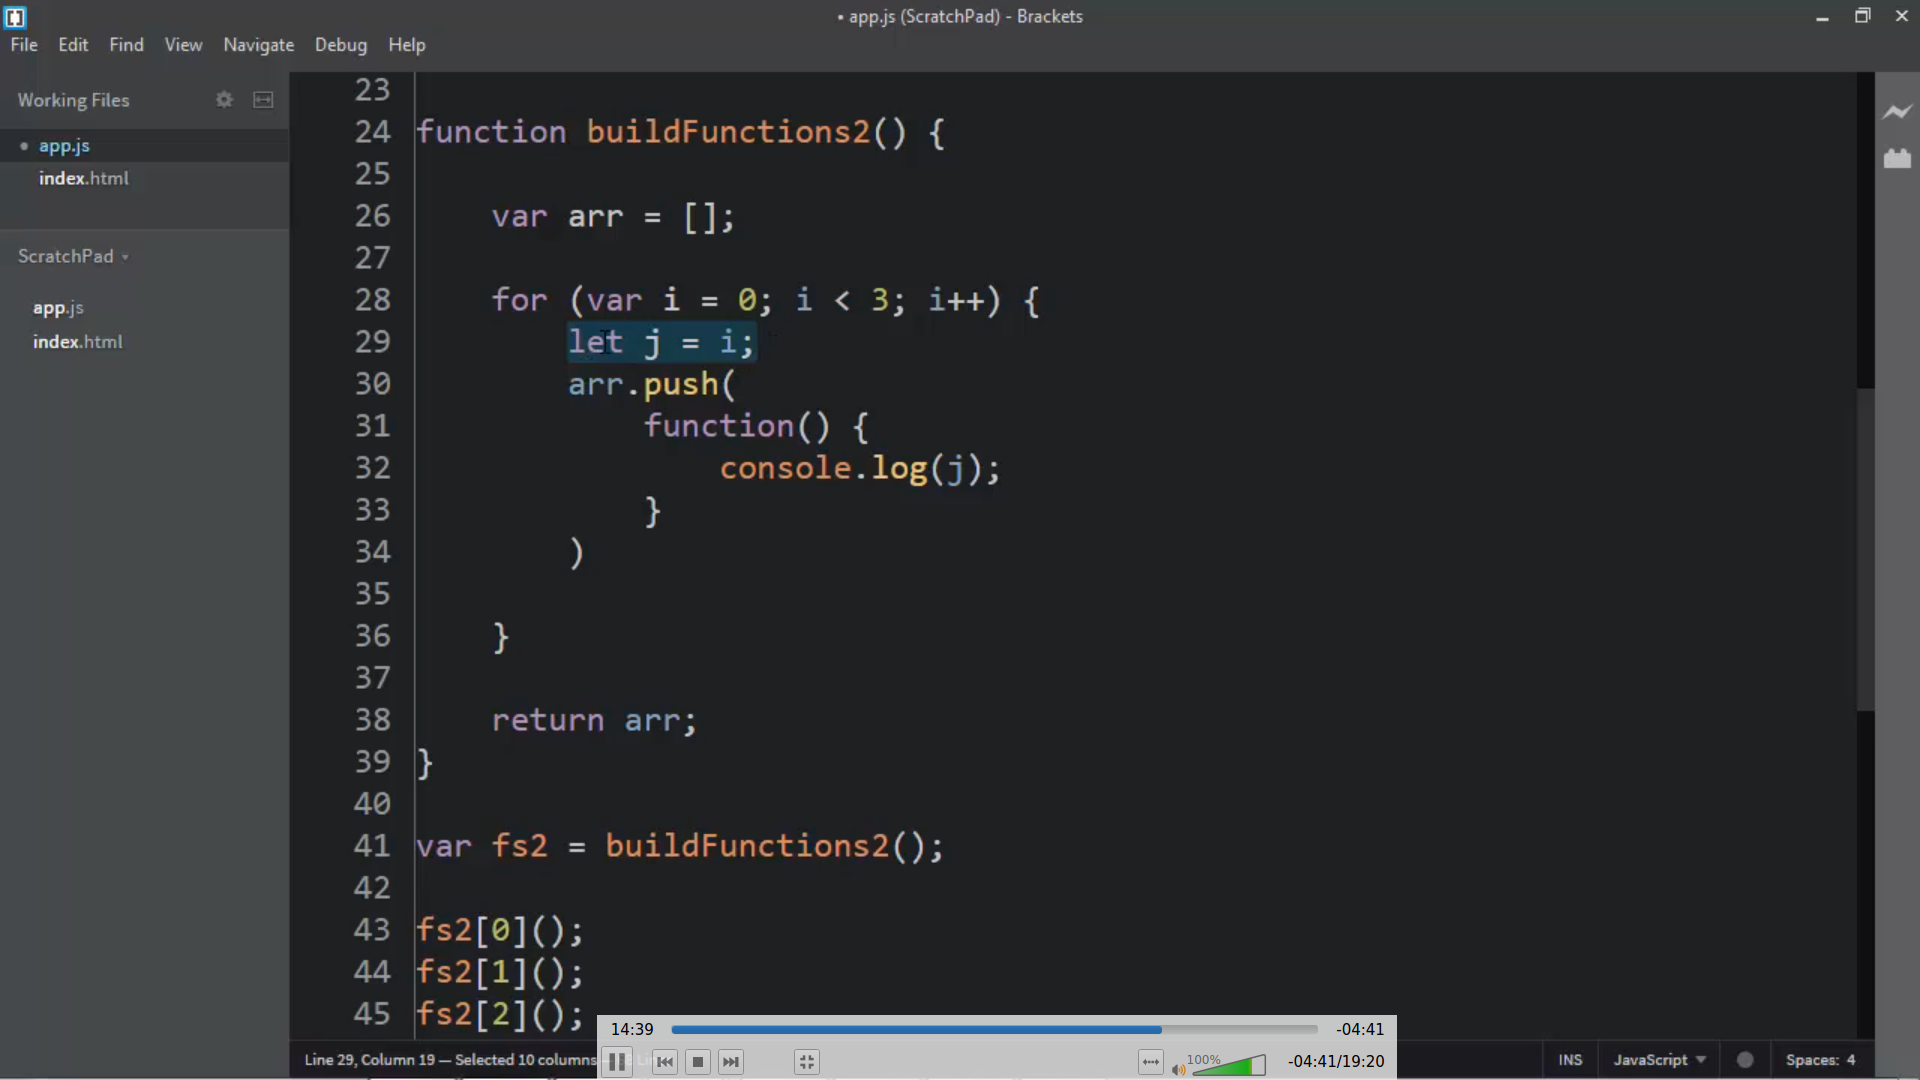 • app.js (ScratchPad) - Brackets
File Edit Find View Navigate Debug Help
Working Files
• app.js
index.html
ScratchPad
app.js
index.html
23
24 function buildFunctions2() {
25
26 var arr = [];
27
28 for (var i = 0; i < 3; i++) {
29 let j = i;
30 arr.push(
31 function() {
32 console.log(j);
33 }
34 )
35
36 }
37
38 return arr;
39 }
40
41 var fs2 = buildFunctions2();
42
43 fs2[0]();
44 fs2[1]();
45 fs2[2]();
14:39 -04:41
Line 29, Column 19 — Selected 10 columns
100% -04:41/19:20
INS JavaScript Spaces: 4